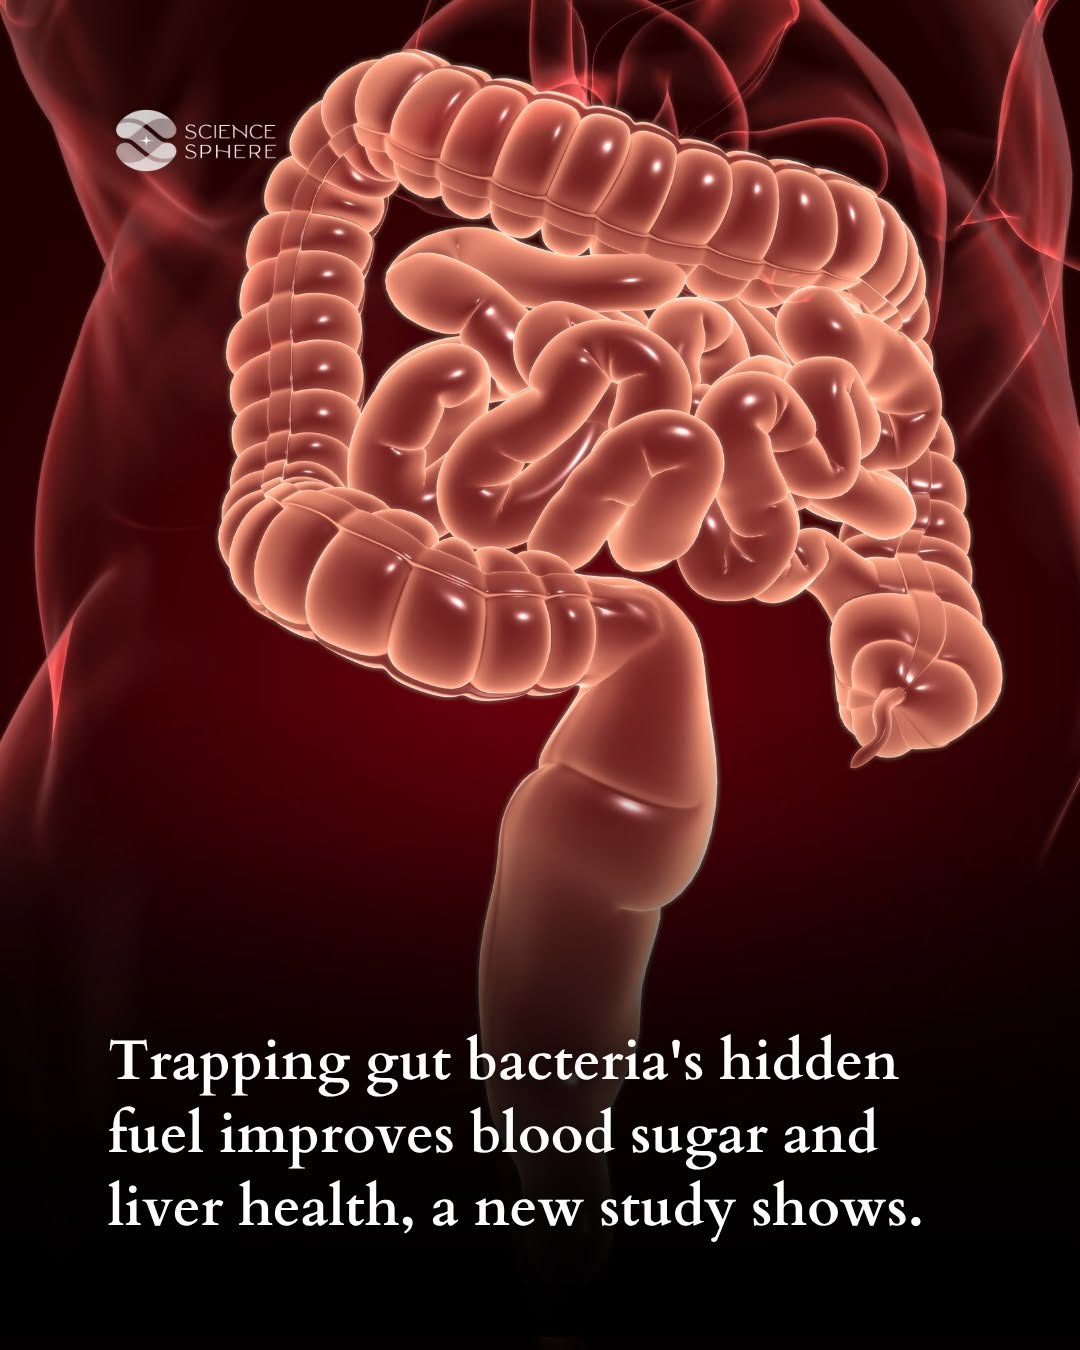 SCIENCE
SPHERE
Trapping gut bacteria's hidden
fuel improves blood sugar and
liver health, a new study shows.